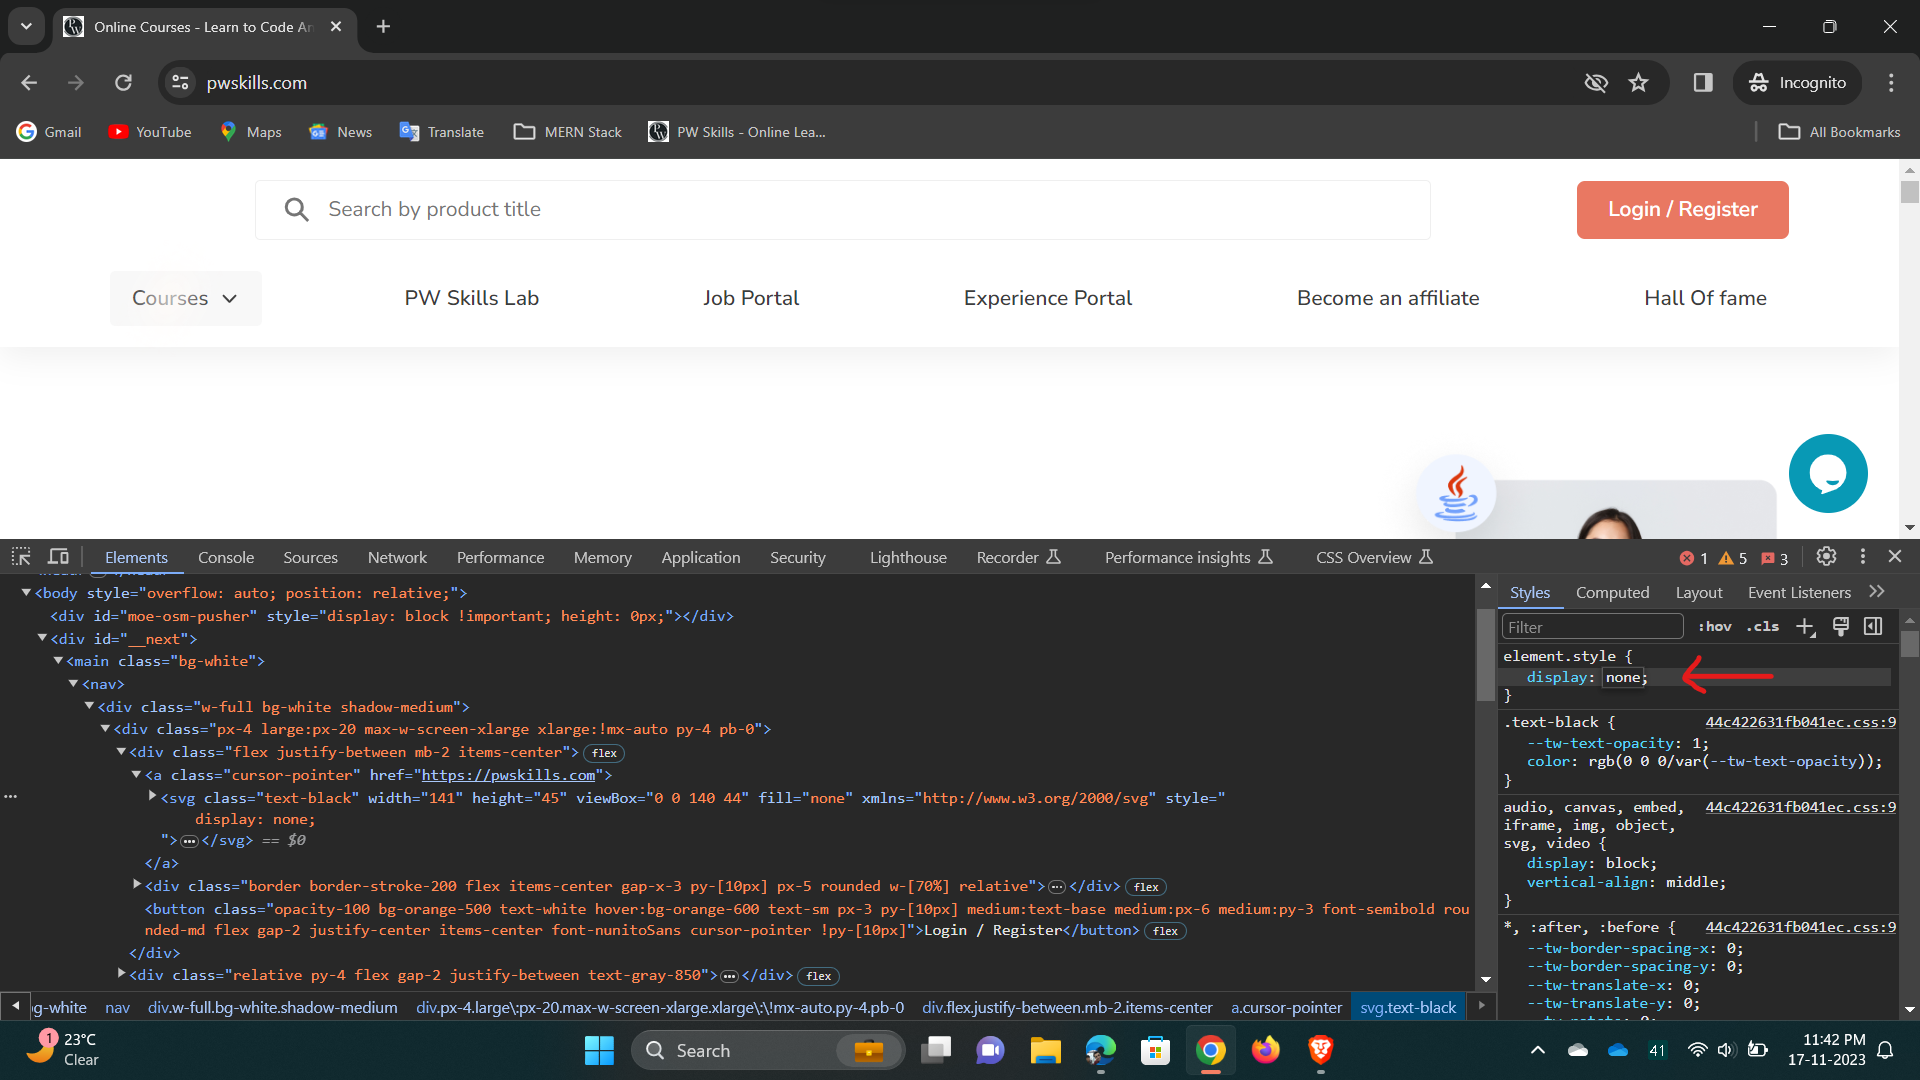 Online Courses - Learn to Code An
pwskills.com
Incognito
Gmail
YouTube
Maps
News
Translate
MERN Stack
PW Skills - Online Lea...
All Bookmarks
Search by product title
Login / Register
Courses
PW Skills Lab
Job Portal
Experience Portal
Become an affiliate
Hall Of fame
Elements
Console
Sources
Network
Performance
Memory
Application
Security
Lighthouse
Recorder
Performance insights
CSS Overview
1
5
3
<body style="overflow: auto; position: relative;">
<div id="moe-osm-pusher" style="display: block !important; height: 0px;"></div>
<div id="__next">
<main class="bg-white">
<nav>
<div class="w-full bg-white shadow-medium">
<div class="px-4 large:px-20 max-w-screen-xlarge xlarge:!mx-auto py-4 pb-0">
<div class="flex justify-between mb-2 items-center"> flex
<a class="cursor-pointer" href="https://pwskills.com">
<svg class="text-black" width="141" height="45" viewBox="0 0 140 44" fill="none" xmlns="http://www.w3.org/2000/svg" style="
display: none;
"> ... </svg> == $0
</a>
<div class="border border-stroke-200 flex items-center gap-x-3 py-[10px] px-5 rounded w-[70%] relative"> ... </div> flex
<button class="opacity-100 bg-orange-500 text-white hover:bg-orange-600 text-sm px-3 py-[10px] medium:text-base medium:px-6 medium:py-3 font-semibold rou
nded-md flex gap-2 justify-center items-center font-nunitoSans cursor-pointer !py-[10px]">Login / Register</button> flex
</div>
<div class="relative py-4 flex gap-2 justify-between text-gray-850"> ... </div> flex
Styles
Computed
Layout
Event Listeners
Filter
:hov
.cls
element.style {
display: none;
}
.text-black {
44c422631fb041ec.css:9
--tw-text-opacity: 1;
color: rgb(0 0 0/var(--tw-text-opacity));
}
audio, canvas, embed,
44c422631fb041ec.css:9
iframe, img, object,
svg, video {
display: block;
vertical-align: middle;
}
*, :after, :before {
44c422631fb041ec.css:9
--tw-border-spacing-x: 0;
--tw-border-spacing-y: 0;
--tw-translate-x: 0;
--tw-translate-y: 0;
bg-white
nav
div.w-full.bg-white.shadow-medium
div.px-4.large\:px-20.max-w-screen-xlarge.xlarge\:\!mx-auto.py-4.pb-0
div.flex.justify-between.mb-2.items-center
a.cursor-pointer
svg.text-black
1
23°C
Clear
Search
41
11:42 PM
17-11-2023